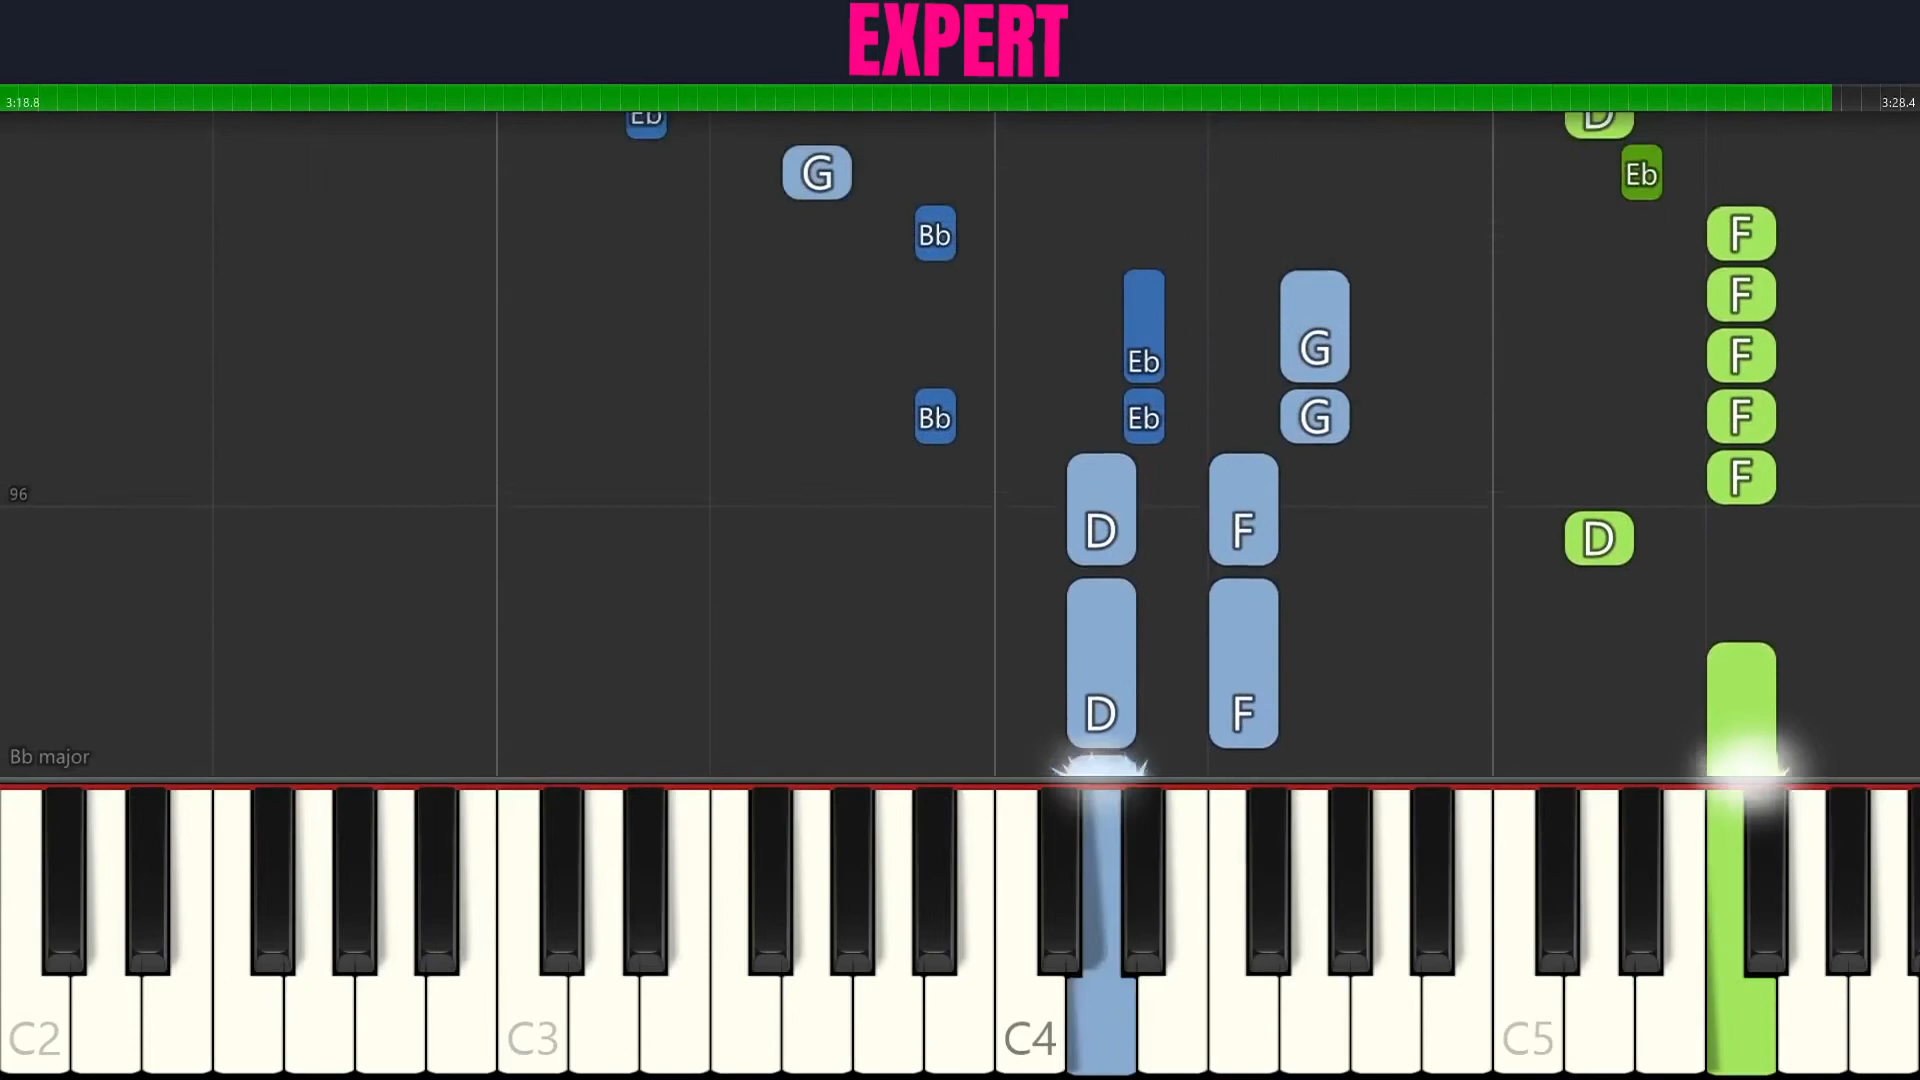 EXPERT
3:18.8 3:28.4
Eb D
G Eb
Bb F
F
Eb G F
Bb Eb G F
F
96
D F D
D F
Bb major
C2 C3 C4 C5